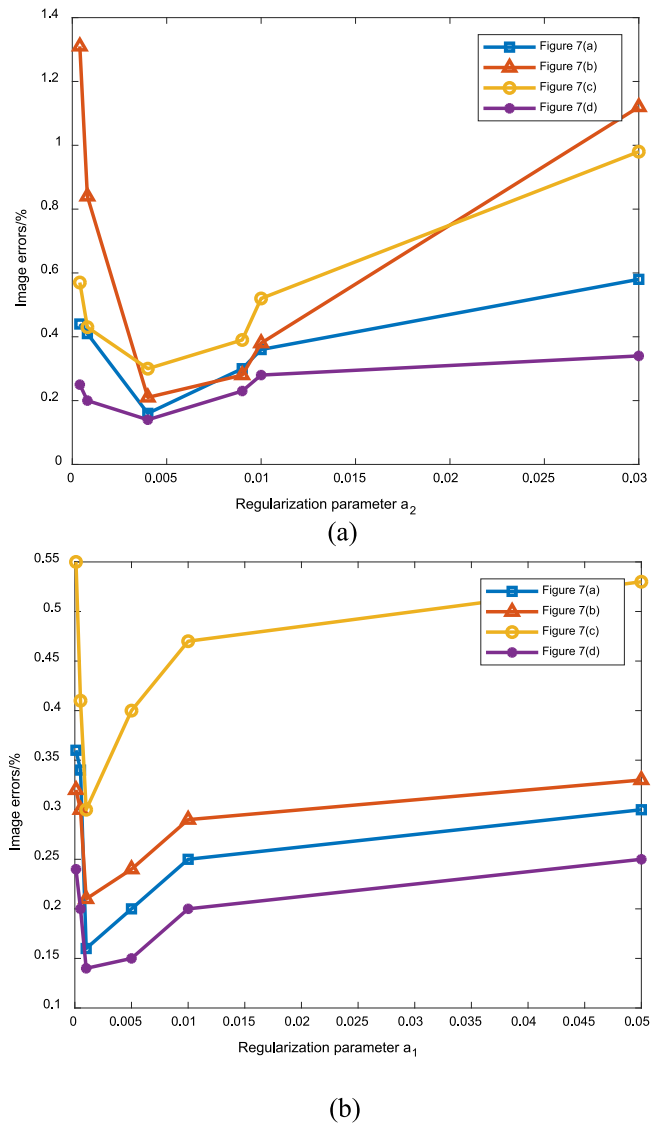 1.4
1.2
1
0.8
0.6
0.4
0.2
0
Image errors/%
Figure 7(a)
Figure 7(b)
Figure 7(c)
Figure 7(d)
0 0.005 0.01 0.015 0.02 0.025 0.03
Regularization parameter a2
(a)
0.55
0.5
0.45
0.4
0.35
0.3
0.25
0.2
0.15
0.1
Image errors/%
Figure 7(a)
Figure 7(b)
Figure 7(c)
Figure 7(d)
0 0.005 0.01 0.015 0.02 0.025 0.03 0.035 0.04 0.045 0.05
Regularization parameter a1
(b)